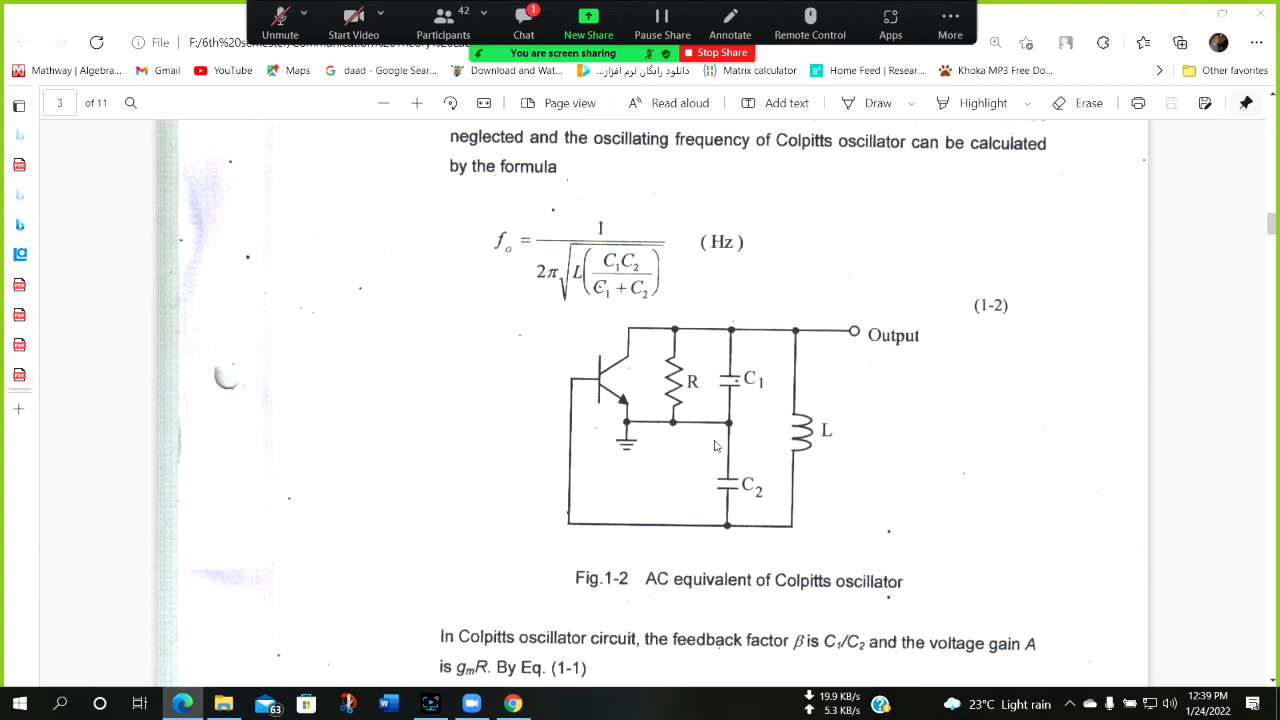 42
1
Unmute
Start Video
Participants
Chat
New Share
Pause Share
Annotate
Remote Control
Apps
More
You are screen sharing
Stop Share
File
Mathway | Algebra...
Gmail
YouTube
Maps
daad - Google Sear...
Download and Wat...
دانلود رایگان نرم افزار...
Matrix calculator
Home Feed | Resear...
Khoka MP3 Free Do...
Other favorites
3
of 11
Page view
Read aloud
Add text
Draw
Highlight
Erase
neglected and the oscillating frequency of Colpitts oscillator can be calculated
by the formula
f_o = 1 / 2π√L(C₁C₂ / C₁ + C₂) ( Hz )
(1-2)
Output
R
C₁
L
C₂
Fig.1-2 AC equivalent of Colpitts oscillator
In Colpitts oscillator circuit, the feedback factor β is C₁/C₂ and the voltage gain A
is gₘR. By Eq. (1-1)
63
19.9 KB/s
5.3 KB/s
23°C Light rain
12:39 PM
1/24/2022